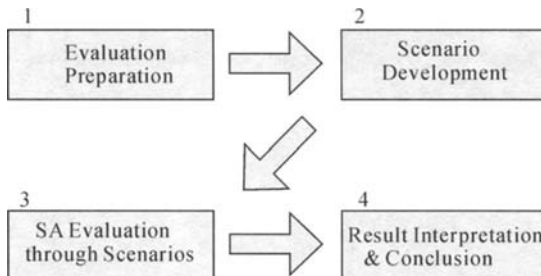 1
Evaluation
Preparation
2
Scenario
Development
3
SA Evaluation
through Scenarios
4
Result Interpretation
& Conclusion